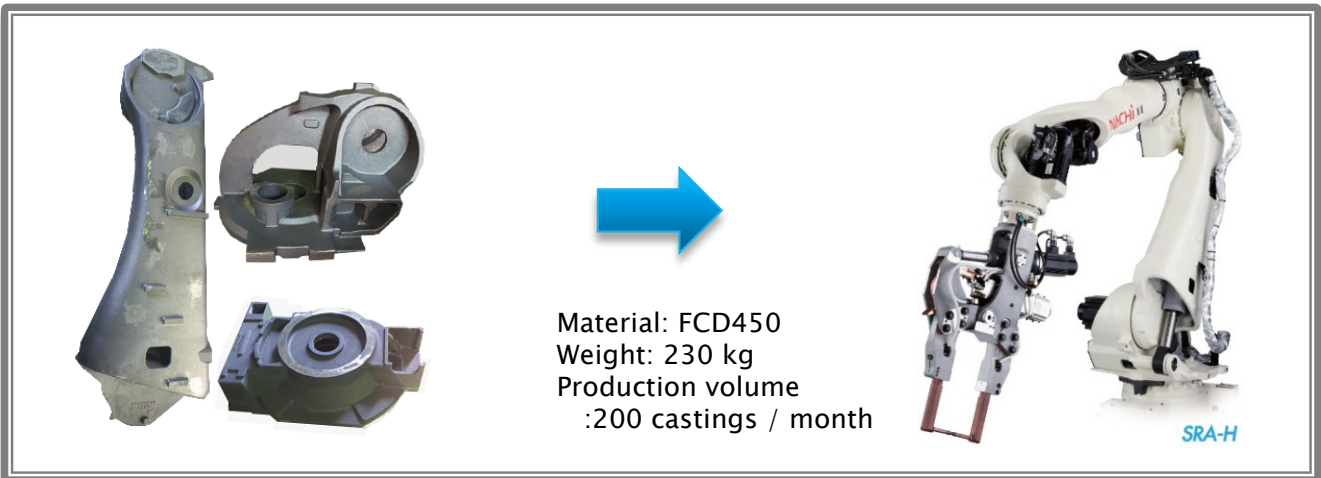 Material: FCD450
Weight: 230 kg
Production volume
:200 castings / month
NACHi
SRA-H